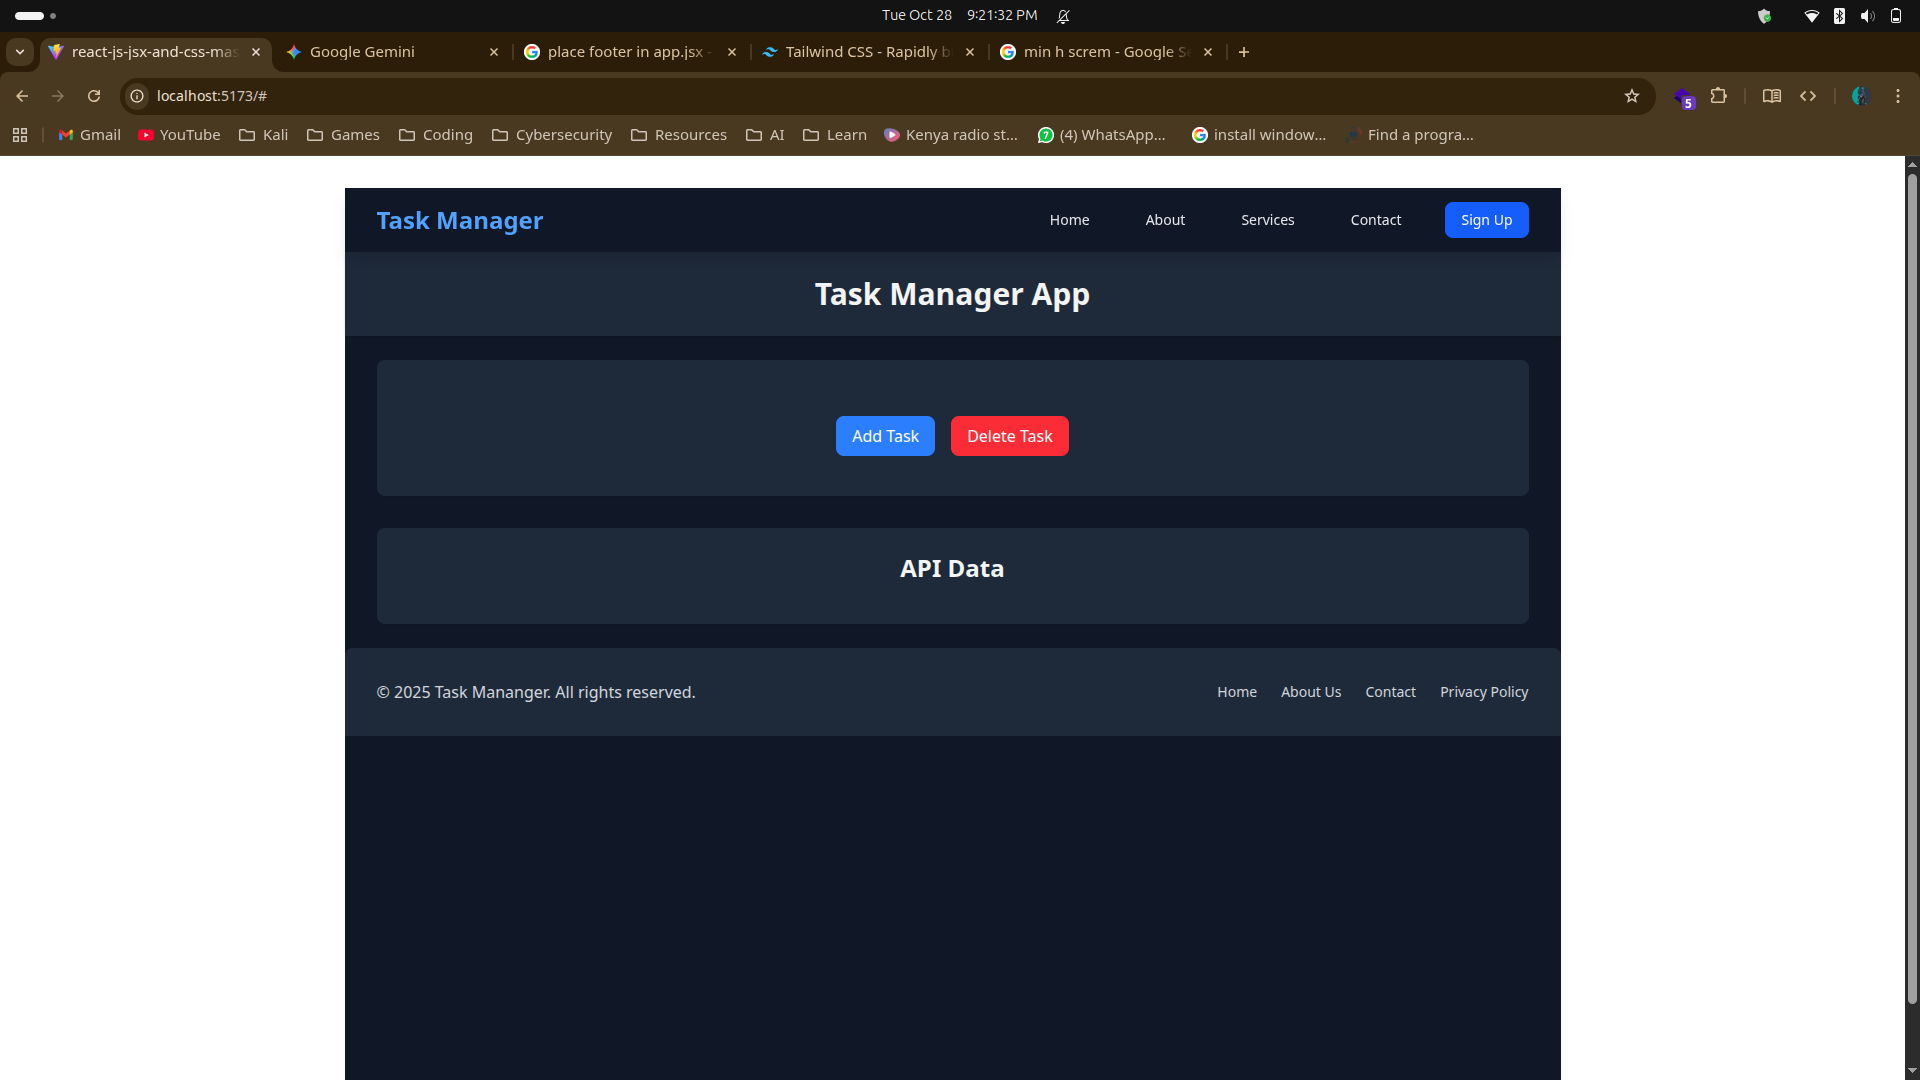 Tue Oct 28 9:21:32 PM
react-js-jsx-and-css-mas
Google Gemini
place footer in app.jsx -
Tailwind CSS - Rapidly b
min h screm - Google Se
localhost:5173/#
5
Gmail
YouTube
Kali
Games
Coding
Cybersecurity
Resources
AI
Learn
Kenya radio st...
(4) WhatsApp...
install window...
Find a progra...
Task Manager
Home
About
Services
Contact
Sign Up
Task Manager App
Add Task
Delete Task
API Data
© 2025 Task Mananger. All rights reserved.
Home
About Us
Contact
Privacy Policy